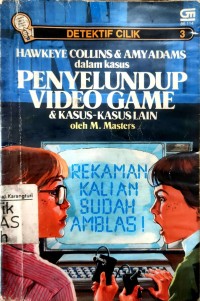 GM
DETEKTIF CILIK
3
HAWKEYE COLLINS & AMY ADAMS
dalam kasus
PENYELUNDUP
VIDEO GAME
& KASUS-KASUS LAIN
oleh M. Masters
REKAMAN
KALIAN
SUDAH
AMBLAS!